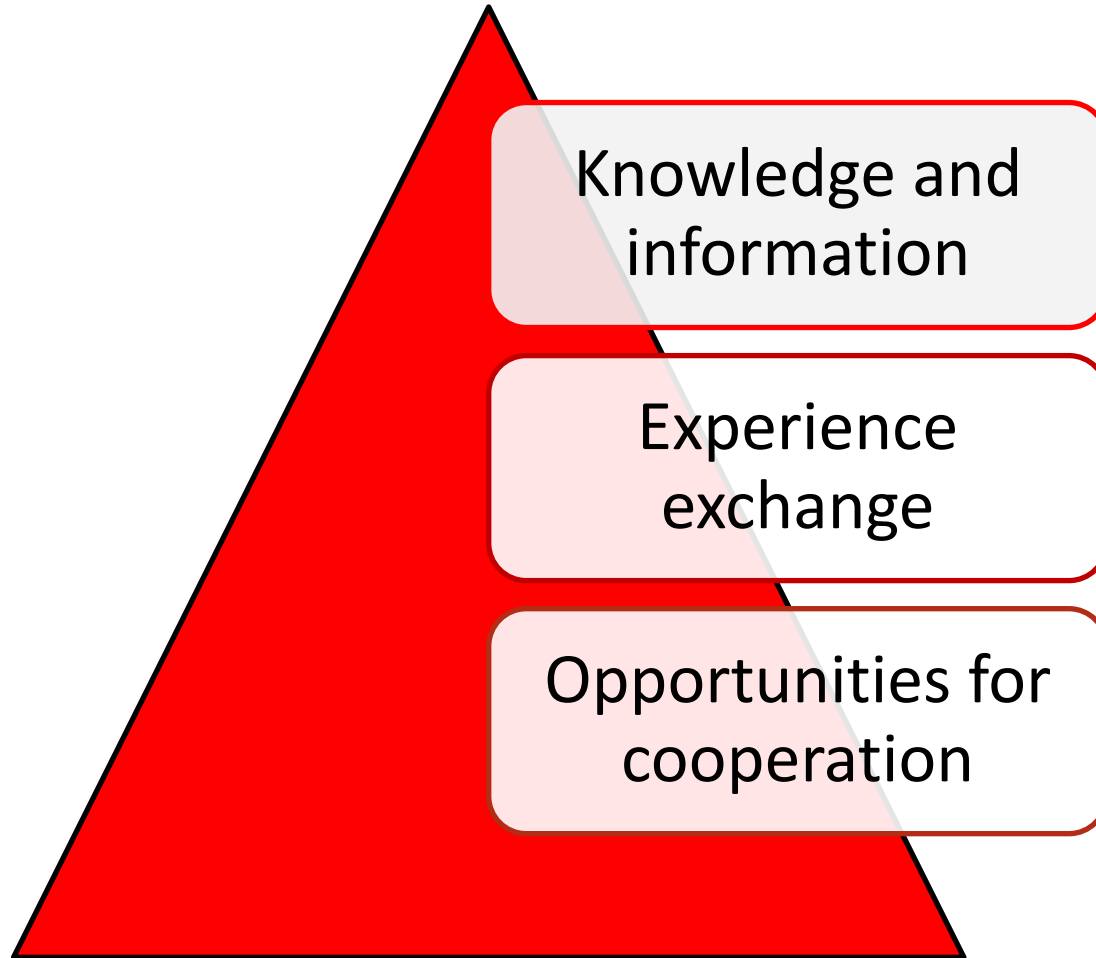 Knowledge and
information
Experience
exchange
Opportunities for
cooperation